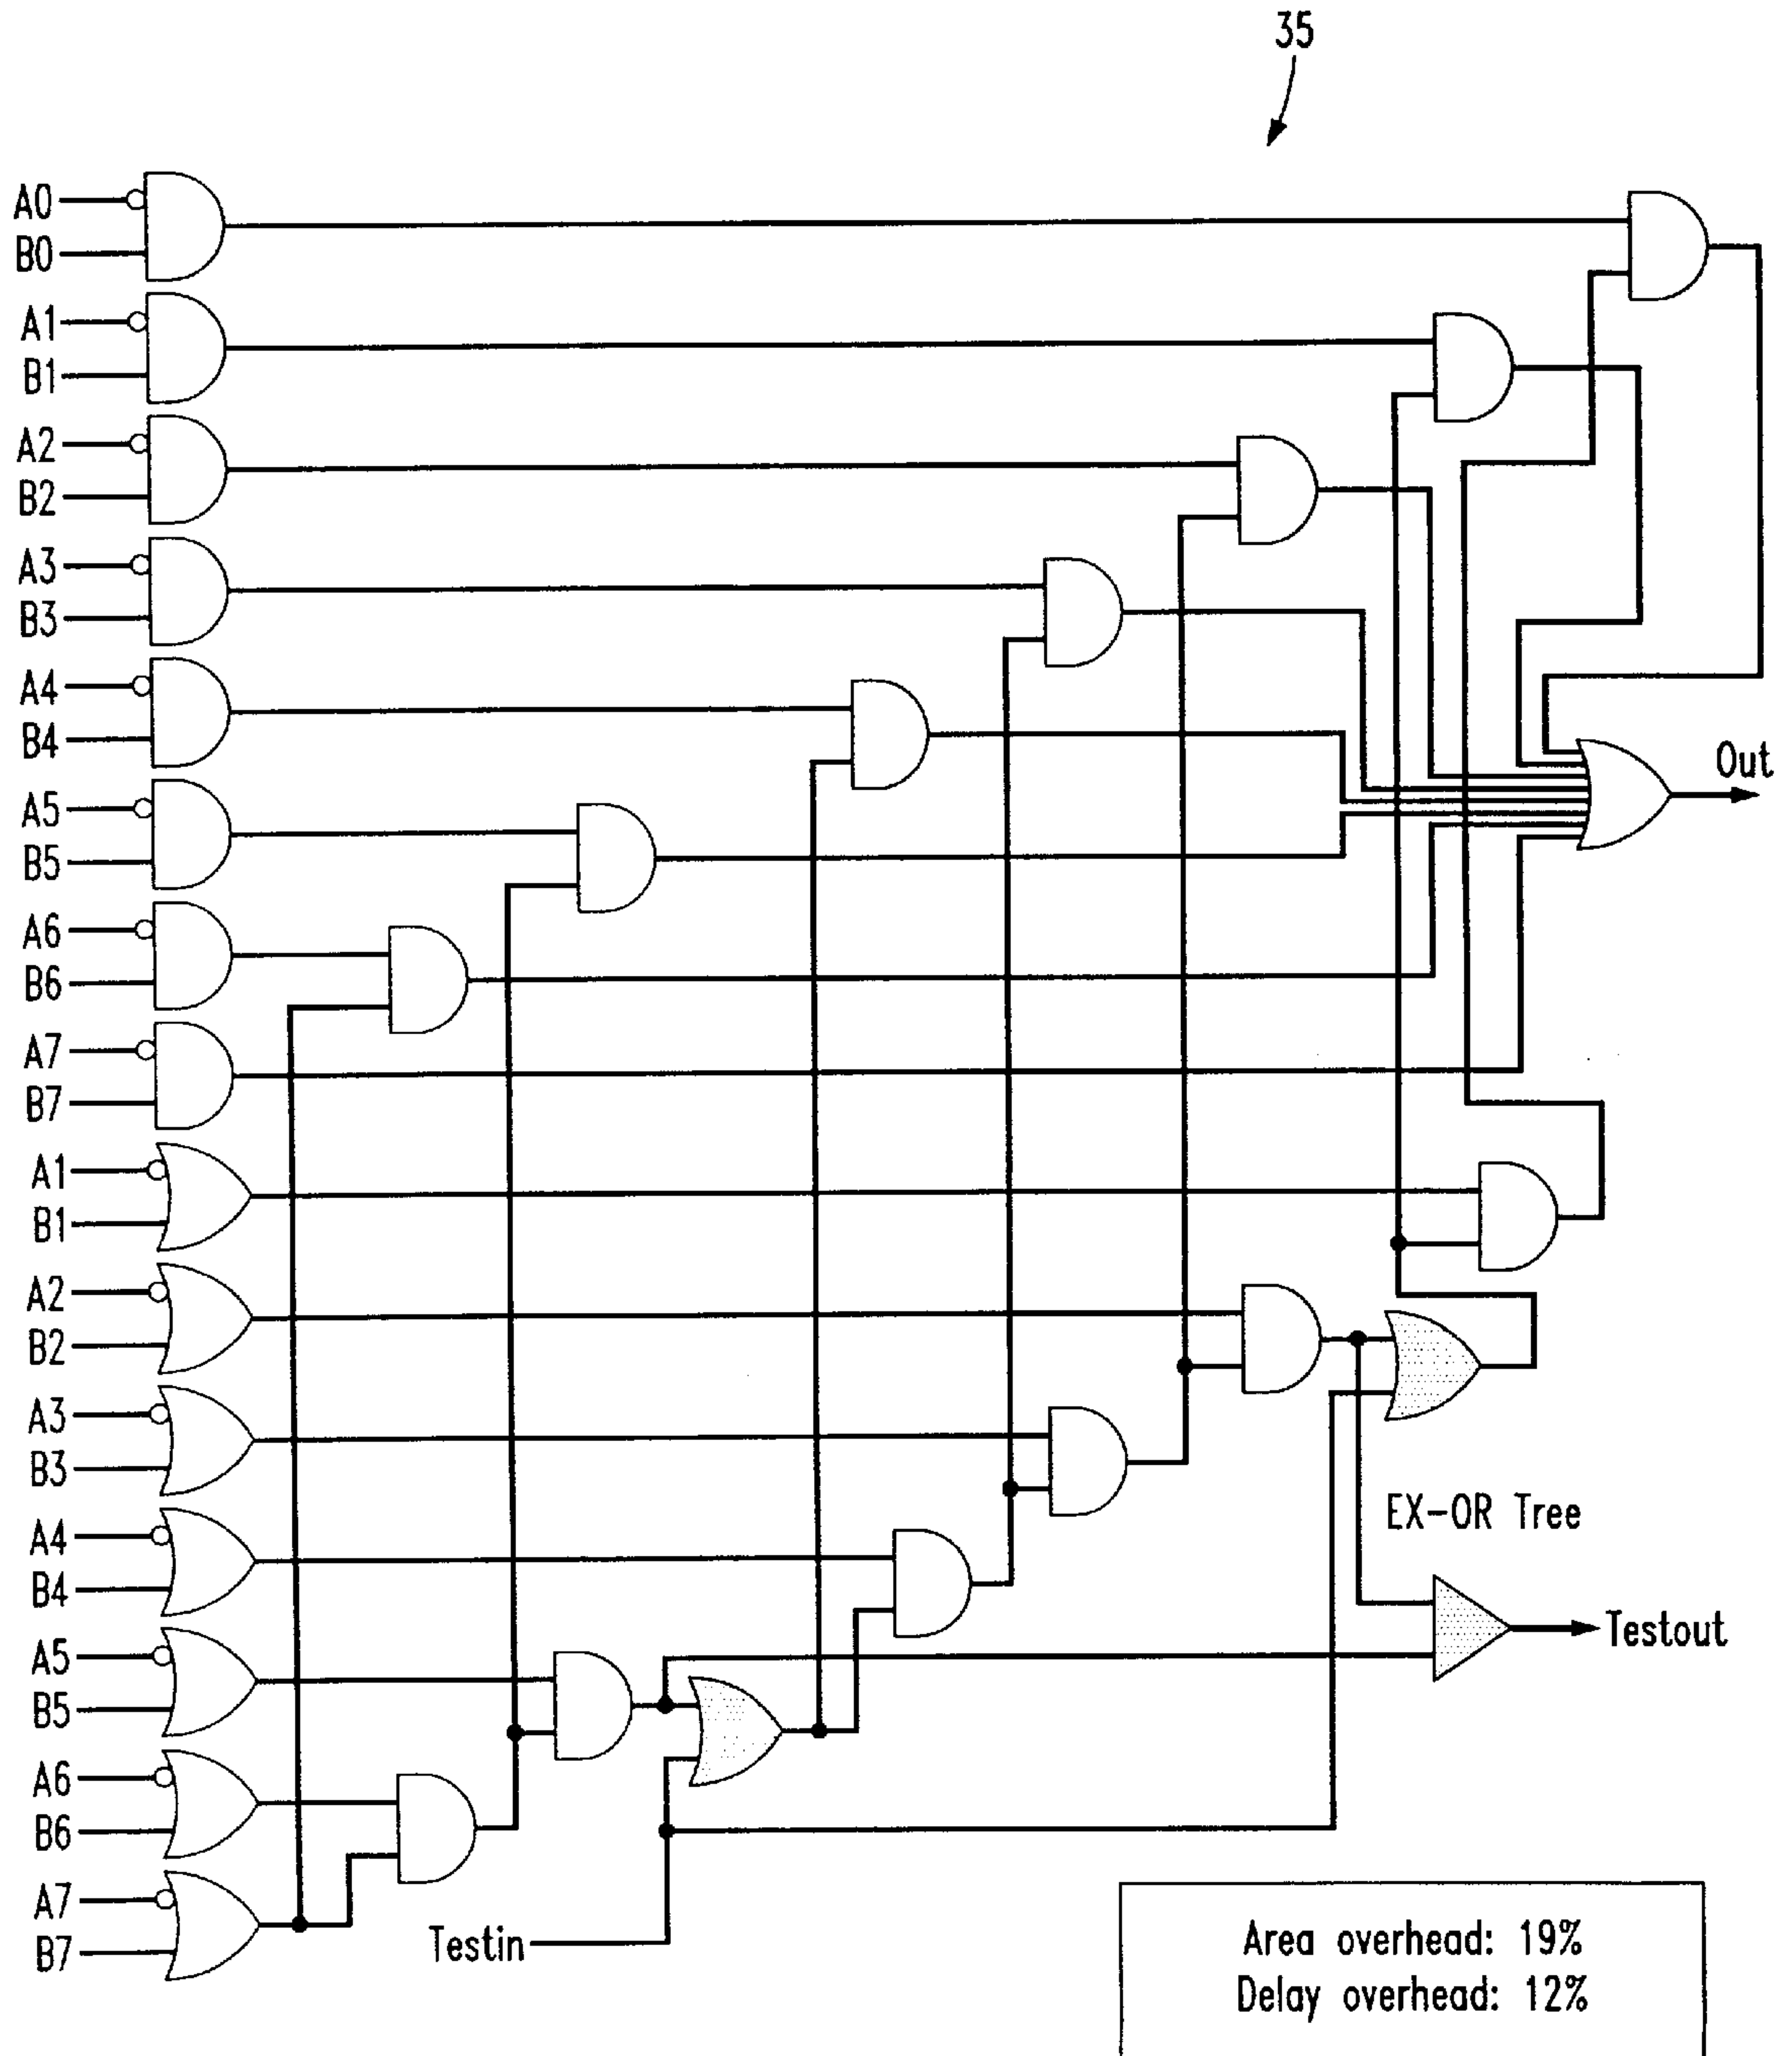 35
A0
B0
A1
B1
A2
B2
A3
B3
A4
B4
Out
A5
B5
A6
B6
A7
B7
A1
B1
A2
B2
A3
B3
EX-OR Tree
A4
B4
Testout
A5
B5
A6
B6
A7
Testin
B7
Area overhead: 19%
Delay overhead: 12%